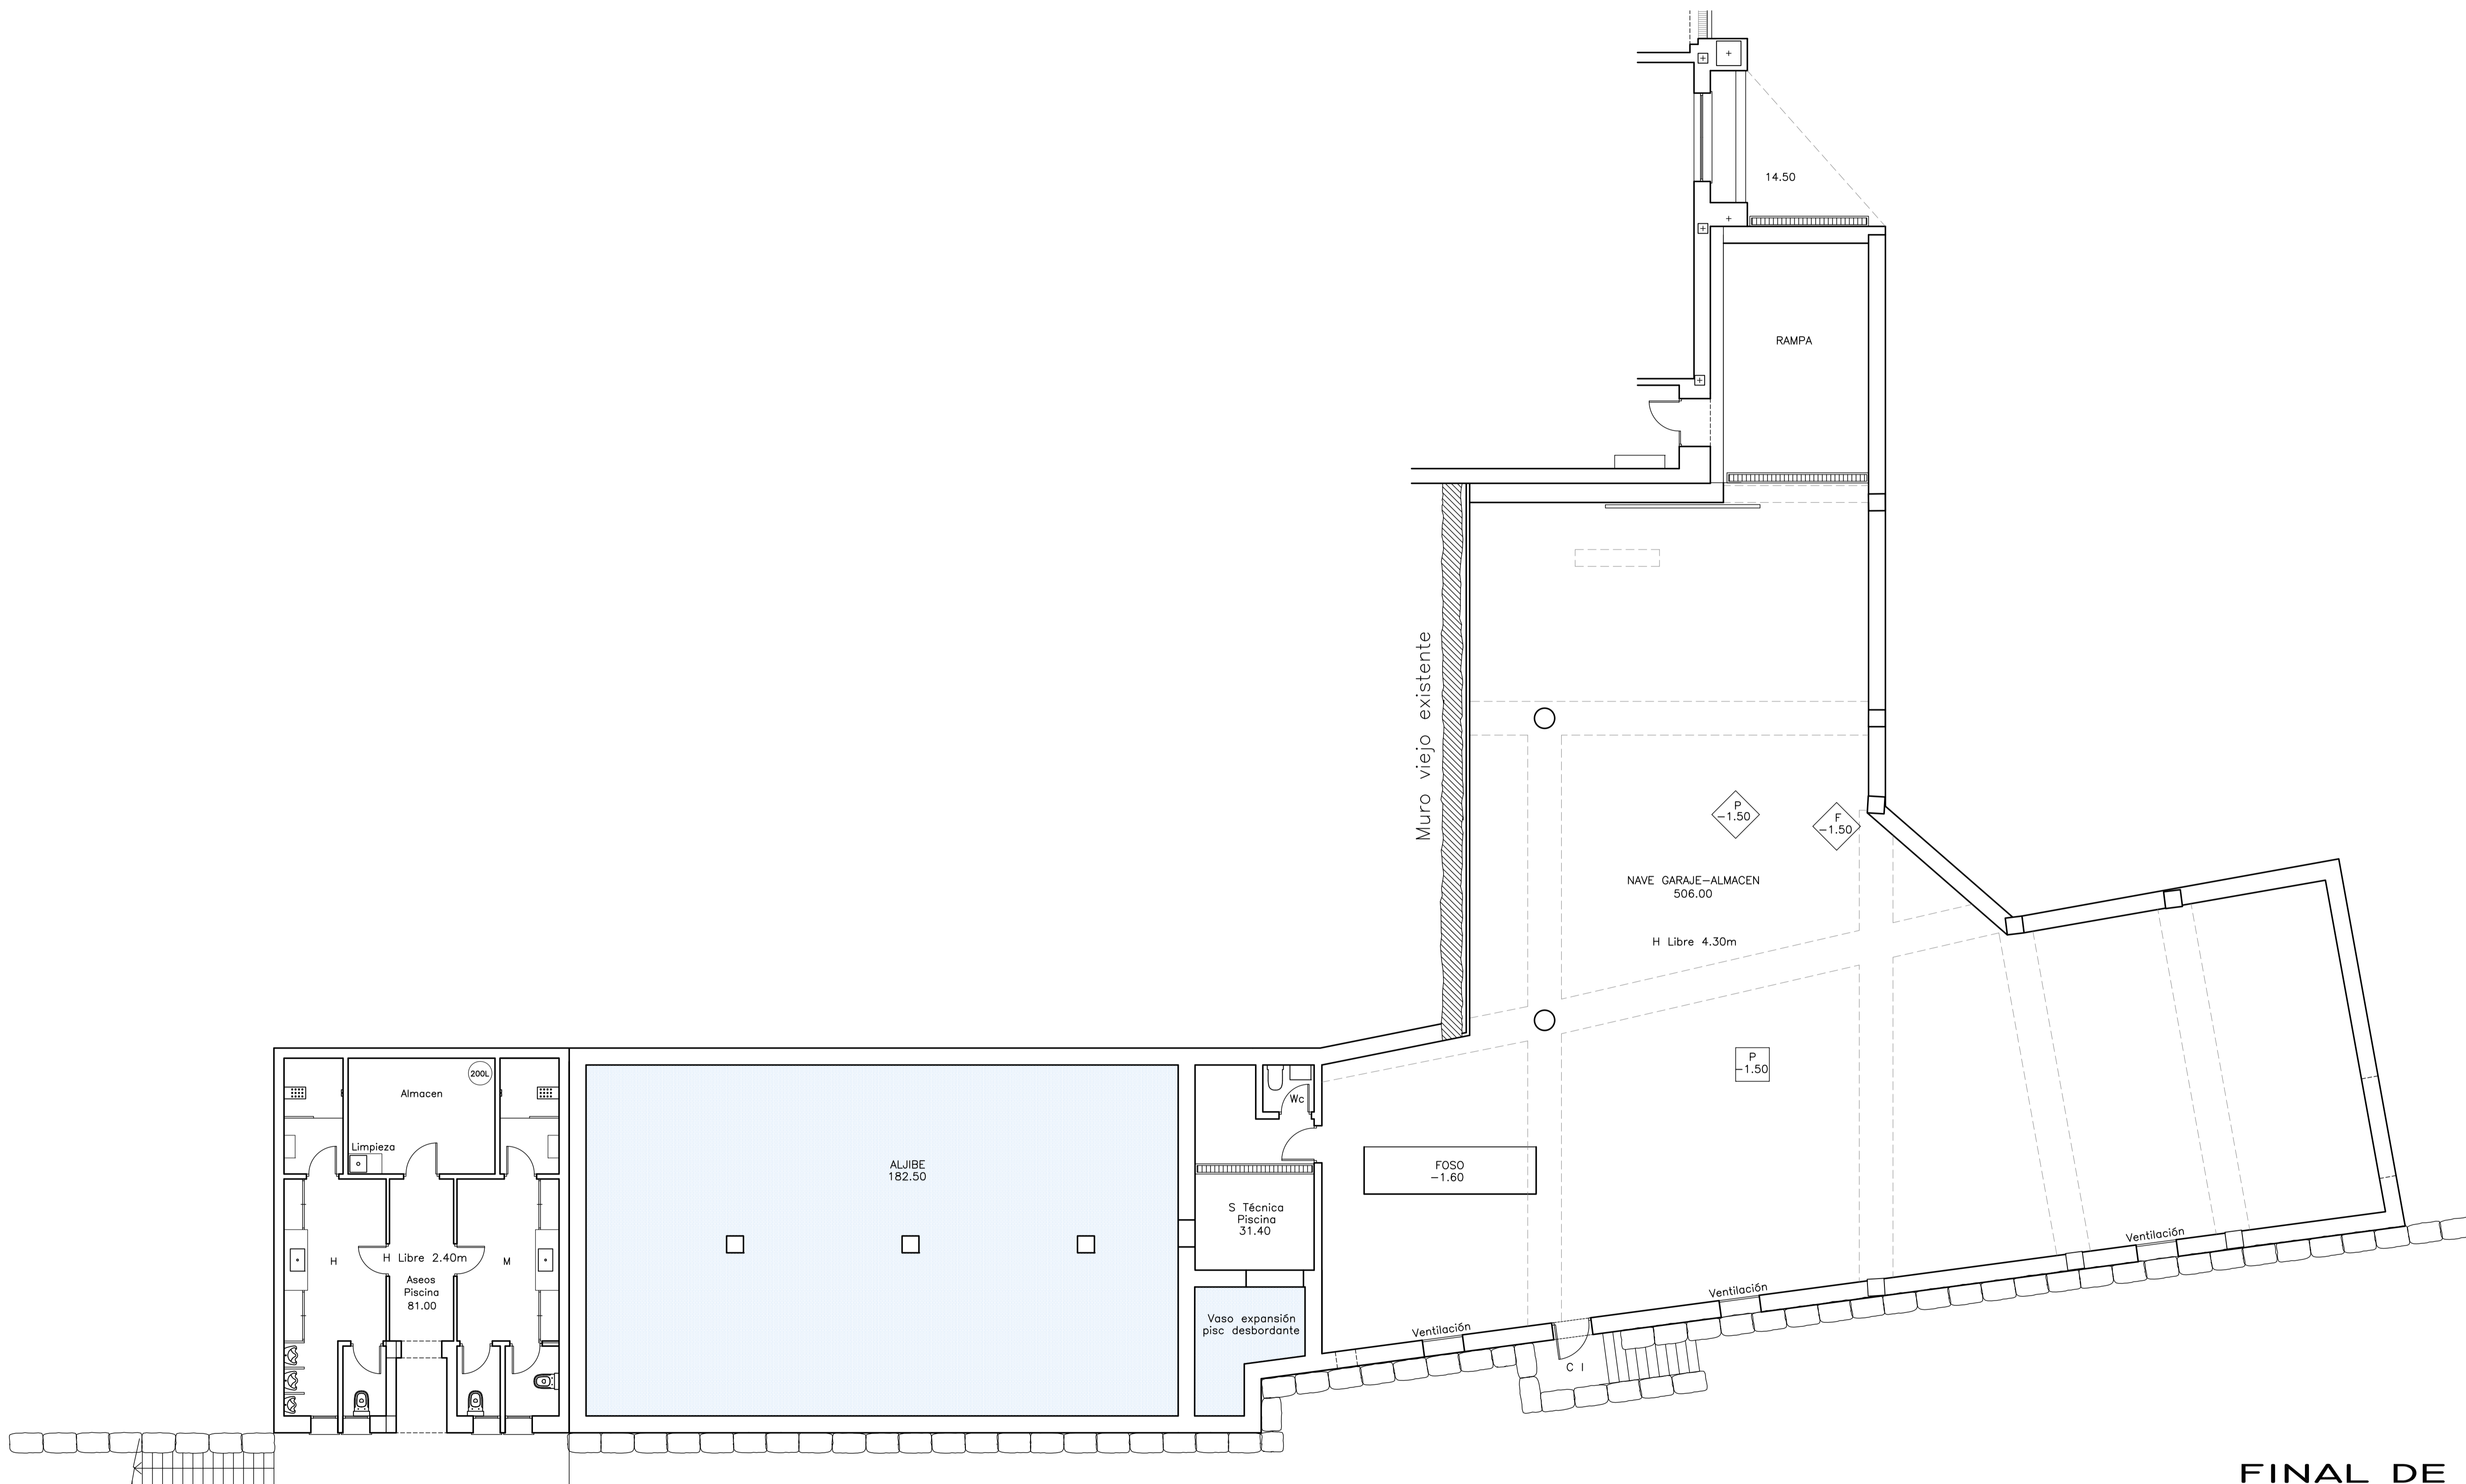 14.50
RAMPA
Muro viejo existente
P
-1.50
F
-1.50
NAVE GARAJE-ALMACEN
506.00
H Libre 4.30m
P
-1.50
200L
Almacen
Limpieza
Wc
ALJIBE
182.50
FOSO
-1.60
S Técnica
Piscina
31.40
H
H Libre 2.40m
M
Aseos
Piscina
81.00
Vaso expansión
pisc desbordante
Ventilación
Ventilación
Ventilación
C I
FINAL DE